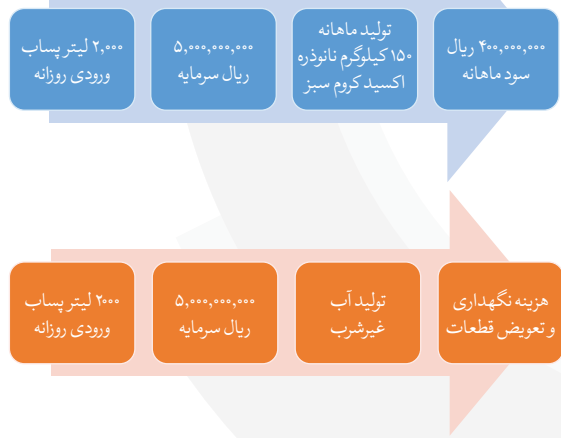 ۲,۰۰۰ لیتر پساب
ورودی روزانه
۵,۰۰۰,۰۰۰,۰۰۰
ریال سرمایه
تولید ماهانه
۱۵۰ کیلوگرم نانوذره
اکسید کروم سبز
۴۰۰,۰۰۰,۰۰۰ ریال
سود ماهانه
۲۰۰۰ لیتر پساب
ورودی روزانه
۵,۰۰۰,۰۰۰,۰۰۰
ریال سرمایه
تولید آب
غیرشرب
هزینه نگهداری
و تعویض قطعات